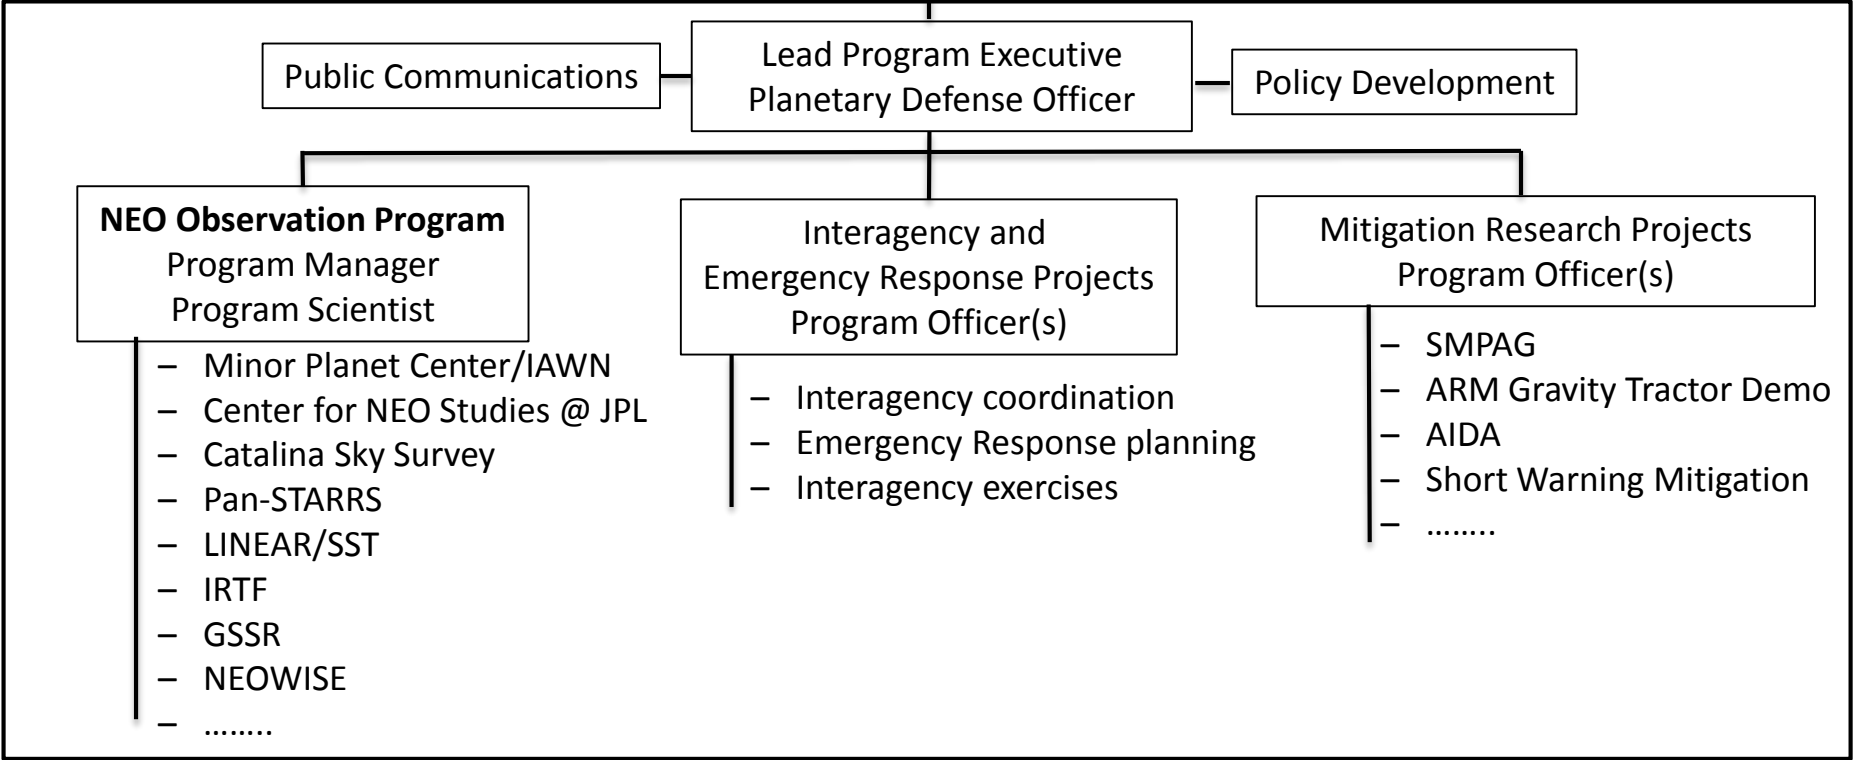 Public Communications
Lead Program Executive
Planetary Defense Officer
Policy Development
NEO Observation Program
Program Manager
Program Scientist
– Minor Planet Center/IAWN
– Center for NEO Studies @ JPL
– Catalina Sky Survey
– Pan-STARRS
– LINEAR/SST
– IRTF
– GSSR
– NEOWISE
– ……..
Interagency and
Emergency Response Projects
Program Officer(s)
– Interagency coordination
– Emergency Response planning
– Interagency exercises
Mitigation Research Projects
Program Officer(s)
– SMPAG
– ARM Gravity Tractor Demo
– AIDA
– Short Warning Mitigation
– ……..